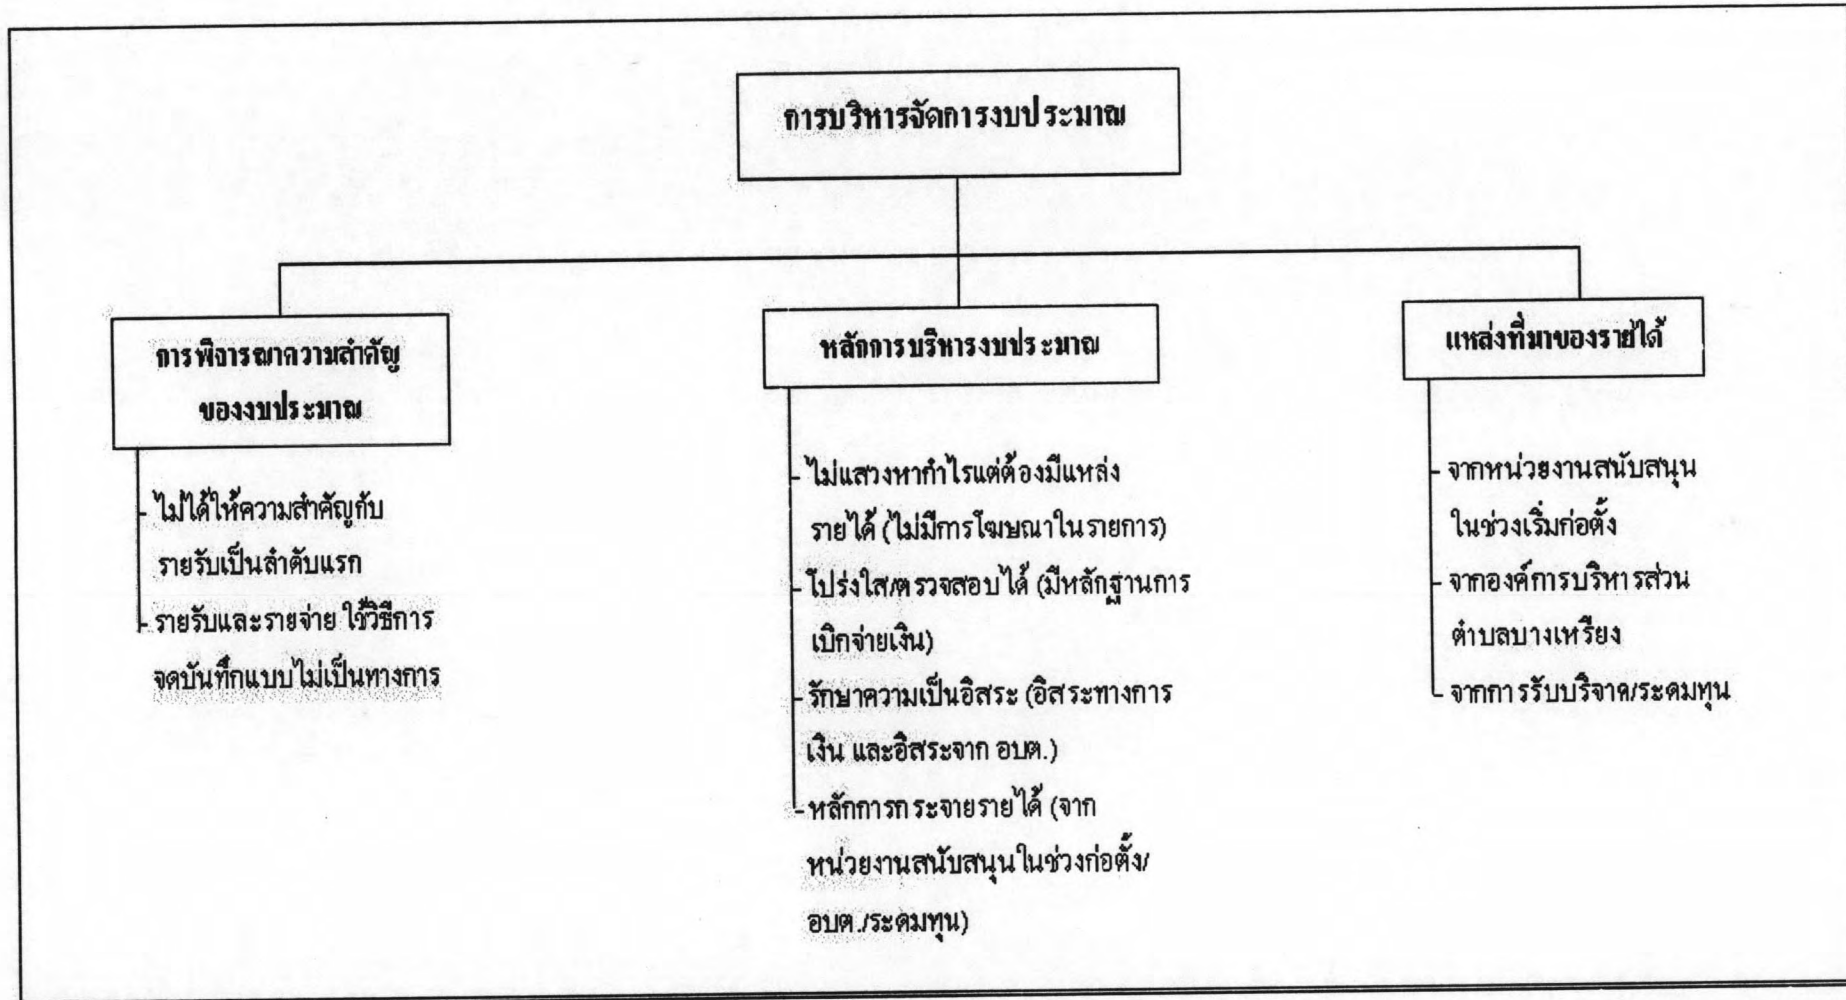 การบริหารจัดการงบประมาณ
การพิจารณาความสำคัญ
ของงบประมาณ
- ไม่ได้ให้ความสำคัญกับ
รายรับเป็นลำดับแรก
- รายรับและรายจ่าย ใช้วิธีการ
จดบันทึกแบบไม่เป็นทางการ
หลักการบริหารงบประมาณ
- ไม่แสวงหากำไรแต่ต้องมีแหล่ง
รายได้ (ไม่มีการโฆษณาในรายการ)
- โปร่งใส/ตรวจสอบได้ (มีหลักฐานการ
เบิกจ่ายเงิน)
- รักษาความเป็นอิสระ (อิสระทางการ
เงิน และอิสระจาก อบต.)
- หลักการกระจายรายได้ (จาก
หน่วยงานสนับสนุนในช่วงก่อตั้ง/
อบต./ระดมทุน)
แหล่งที่มาของรายได้
- จากหน่วยงานสนับสนุน
ในช่วงเริ่มก่อตั้ง
- จากองค์การบริหารส่วน
ตำบลบางเหรียง
- จากการรับบริจาค/ระดมทุน